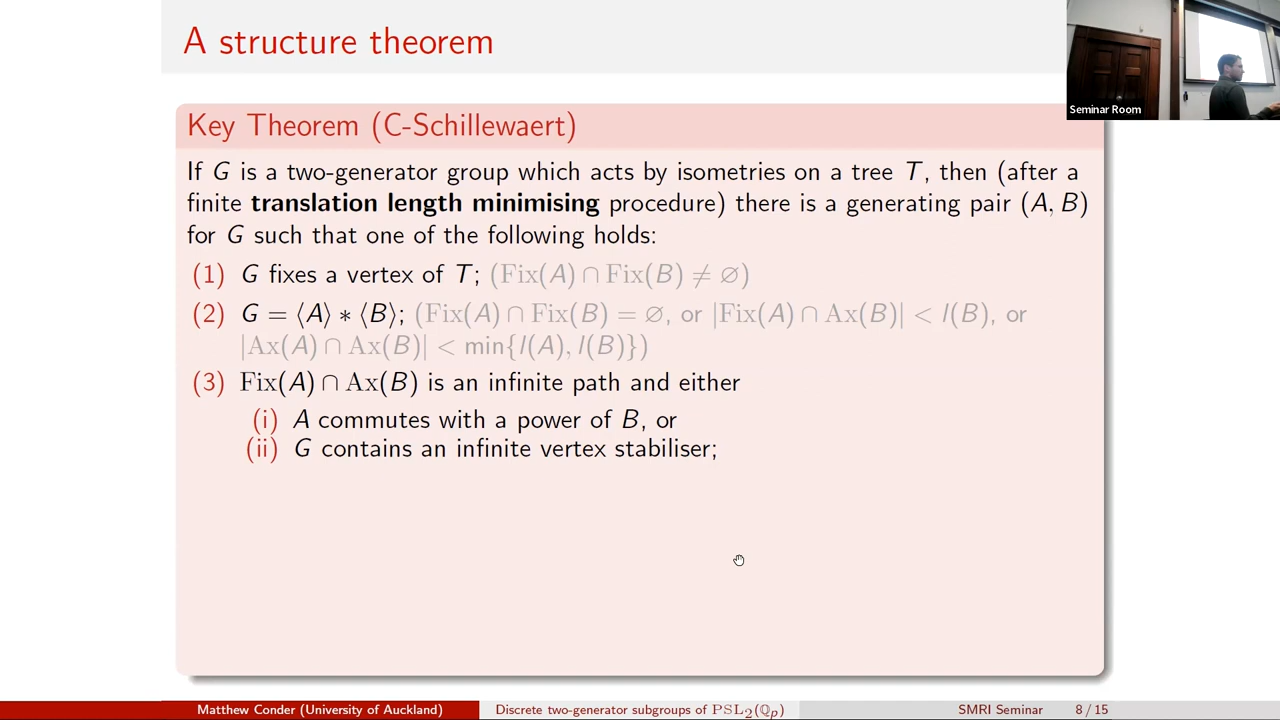 A structure theorem
Seminar Room
Key Theorem (C-Schillewaert)
If G is a two-generator group which acts by isometries on a tree T, then (after a
finite translation length minimising procedure) there is a generating pair (A, B)
for G such that one of the following holds:
(1) G fixes a vertex of T; (Fix(A) ∩ Fix(B) ≠ ∅)
(2) G = ⟨A⟩ ∗ ⟨B⟩; (Fix(A) ∩ Fix(B) = ∅, or |Fix(A) ∩ Ax(B)| < l(B), or
|Ax(A) ∩ Ax(B)| < min{l(A), l(B)})
(3) Fix(A) ∩ Ax(B) is an infinite path and either
(i) A commutes with a power of B, or
(ii) G contains an infinite vertex stabiliser;
Matthew Conder (University of Auckland) Discrete two-generator subgroups of PSL₂(ℚₚ) SMRI Seminar 8 / 15